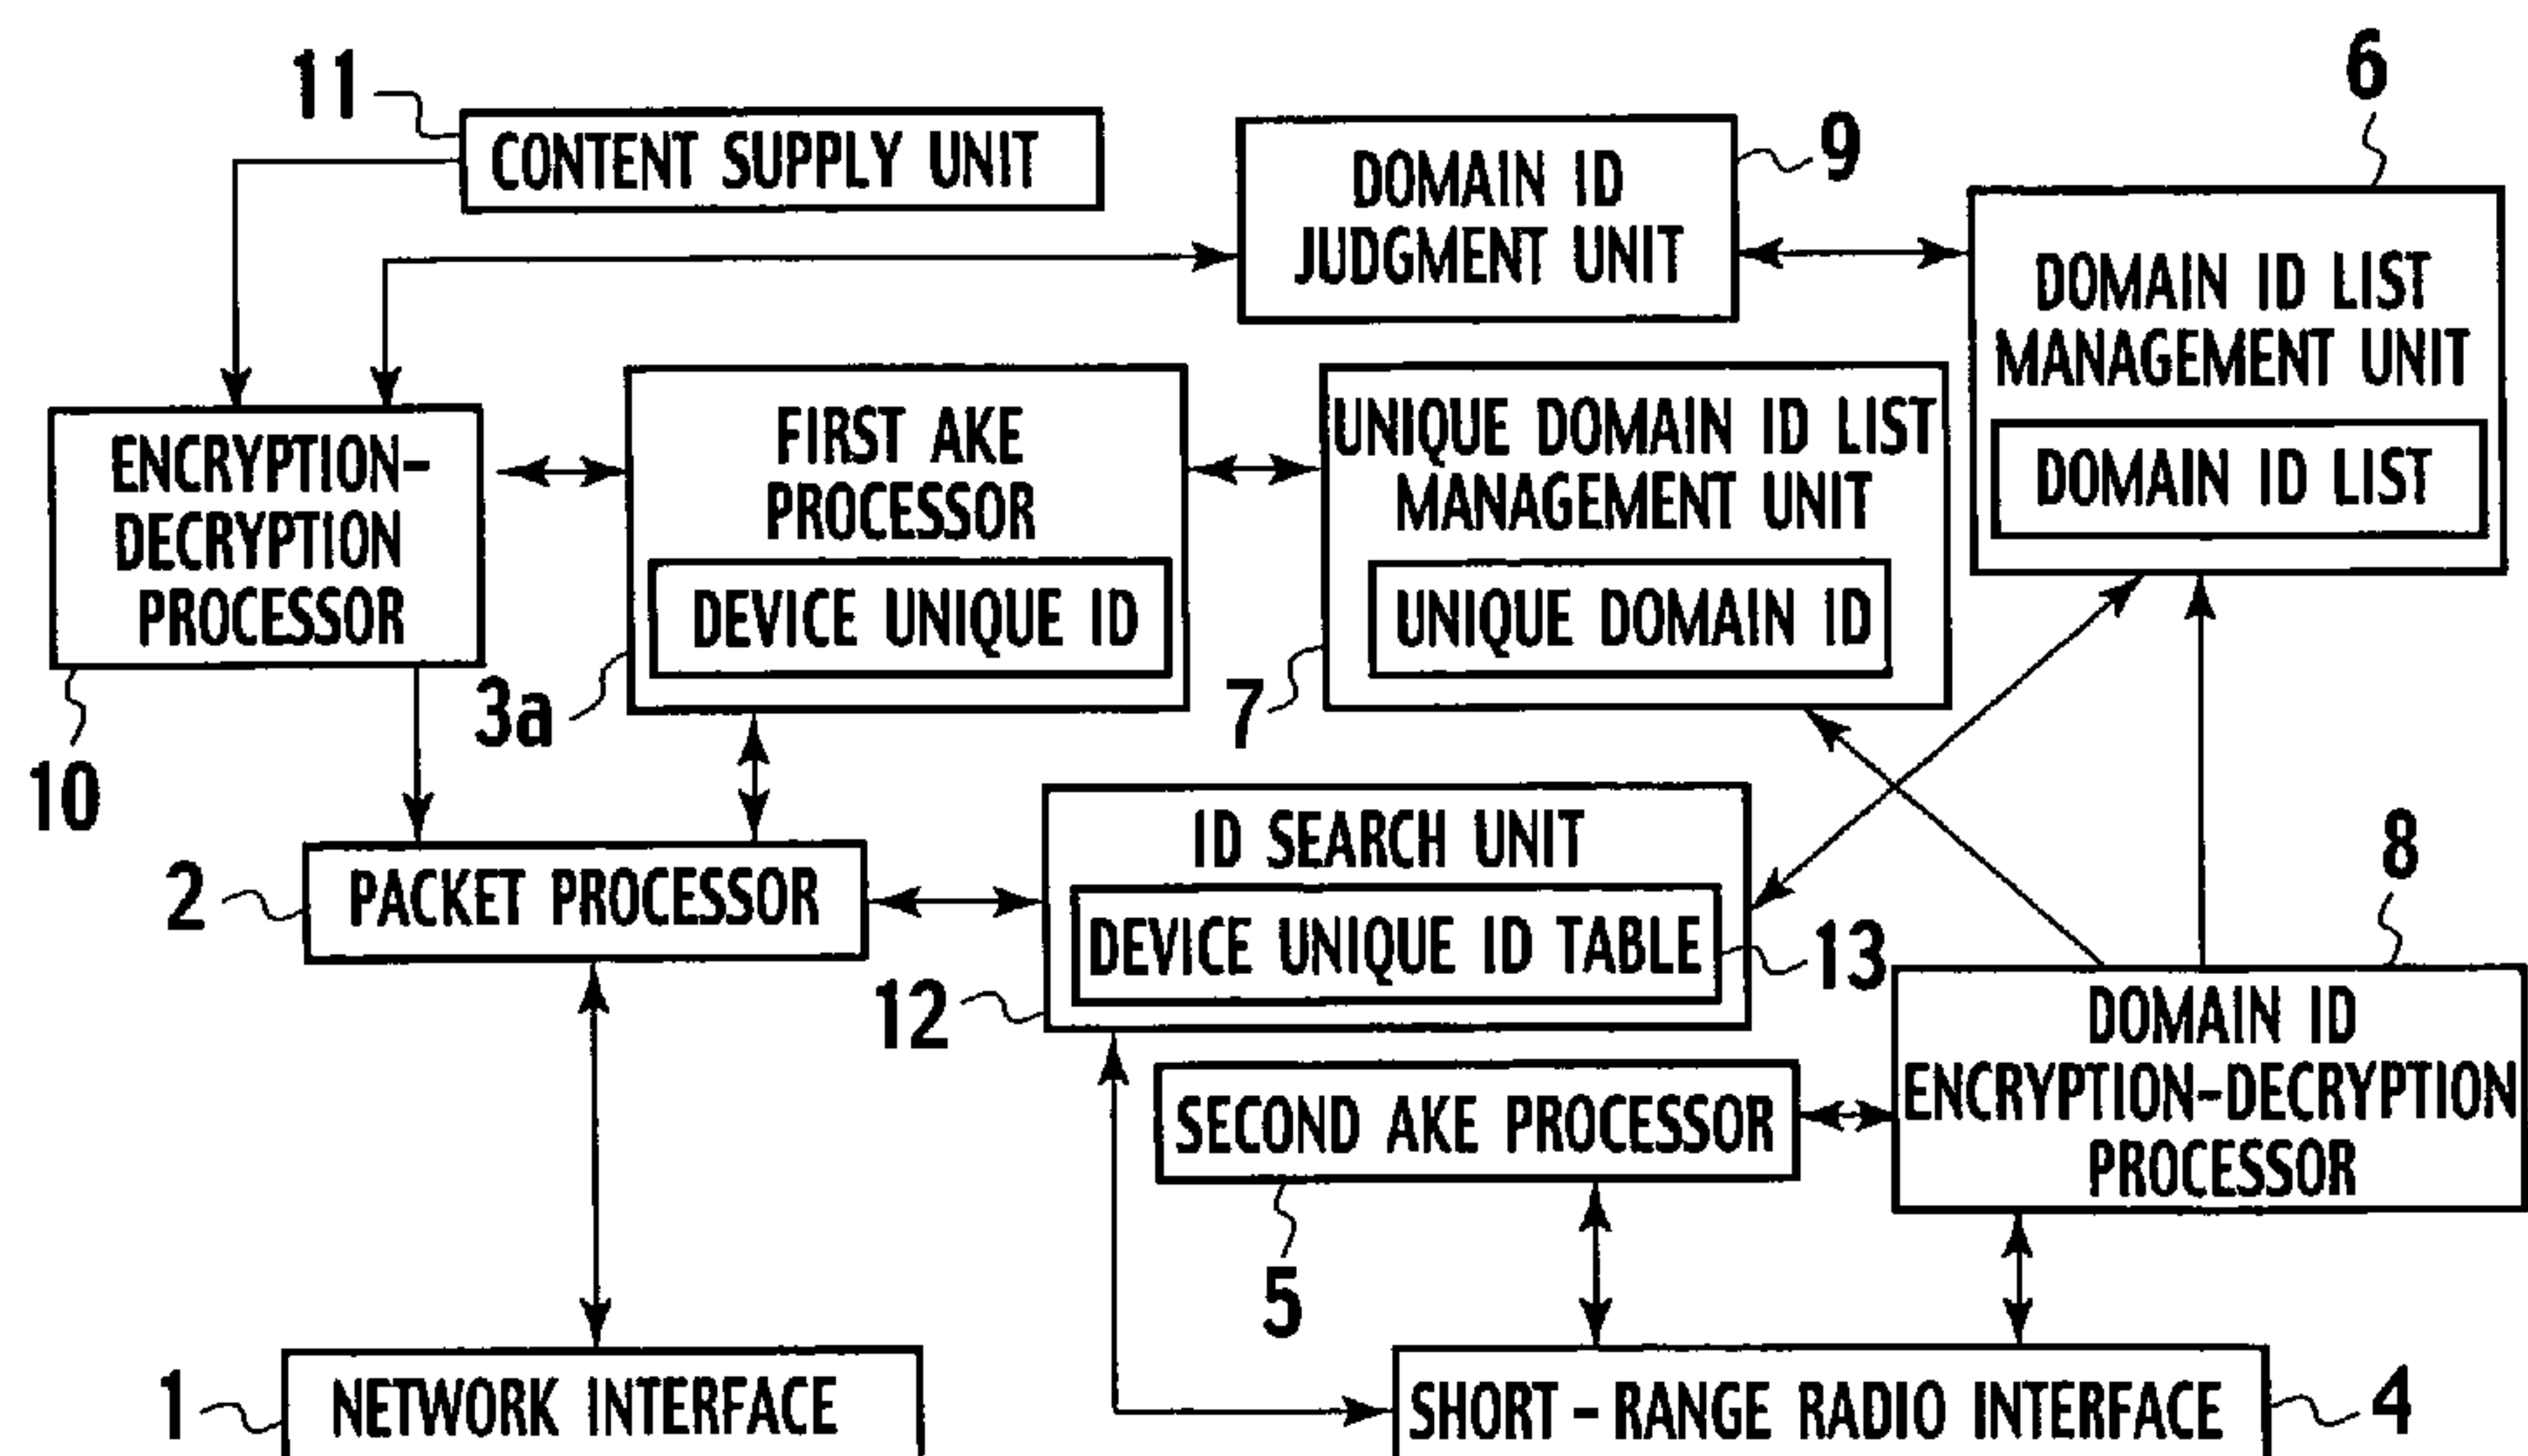 11
CONTENT SUPPLY UNIT
DOMAIN ID
JUDGMENT UNIT
9
6
DOMAIN ID LIST
MANAGEMENT UNIT
DOMAIN ID LIST
ENCRYPTION-
DECRYPTION
PROCESSOR
10
FIRST AKE
PROCESSOR
DEVICE UNIQUE ID
3a
UNIQUE DOMAIN ID LIST
MANAGEMENT UNIT
UNIQUE DOMAIN ID
7
2
PACKET PROCESSOR
ID SEARCH UNIT
DEVICE UNIQUE ID TABLE
13
12
8
DOMAIN ID
ENCRYPTION-DECRYPTION
PROCESSOR
SECOND AKE PROCESSOR
5
1
NETWORK INTERFACE
SHORT-RANGE RADIO INTERFACE
4